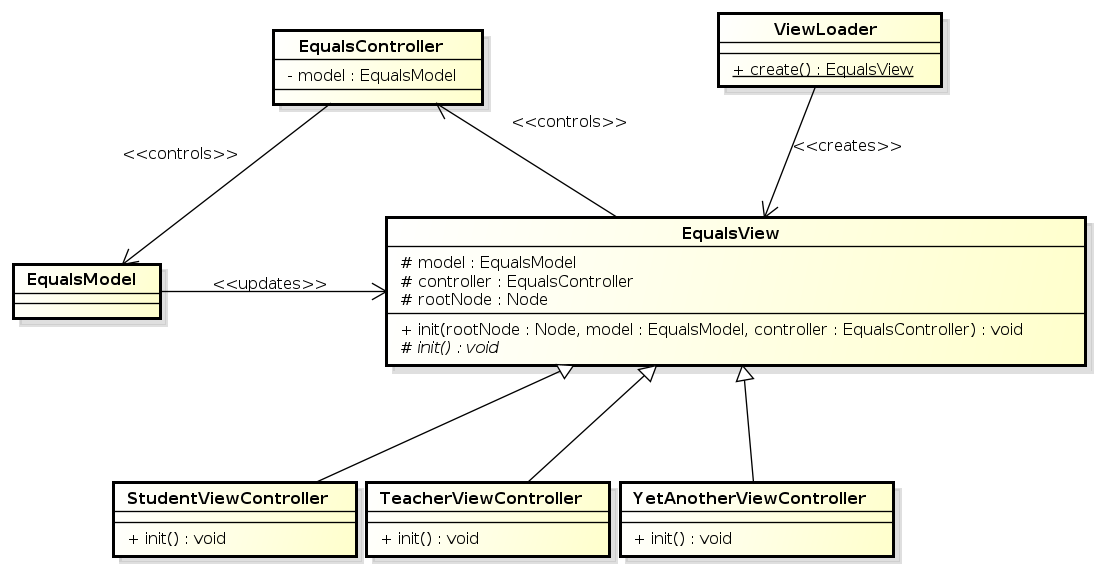 EqualsController
- model : EqualsModel
ViewLoader
+ create() : EqualsView
<<controls>>
<<controls>>
<<creates>>
EqualsView
# model : EqualsModel
# controller : EqualsController
# rootNode : Node
+ init(rootNode : Node, model : EqualsModel, controller : EqualsController) : void
# init() : void
EqualsModel
<<updates>>
StudentViewController
+ init() : void
TeacherViewController
+ init() : void
YetAnotherViewController
+ init() : void